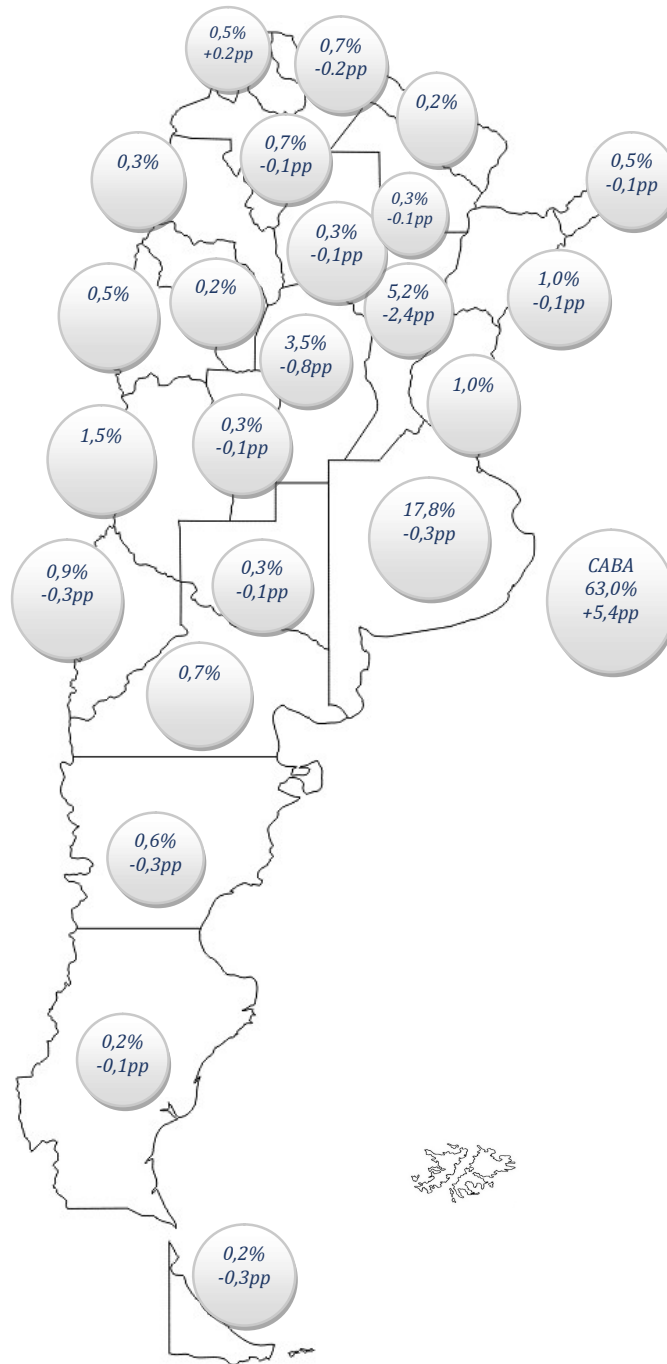 0,5%
+0.2pp
0,7%
-0.2pp
0,2%
0,7%
-0,1pp
0,3%
0,5%
-0,1pp
0,3%
-0.1pp
0,3%
-0,1pp
1,0%
-0,1pp
0,5%
0,2%
5,2%
-2,4pp
3,5%
-0,8pp
1,0%
1,5%
0,3%
-0,1pp
17,8%
-0,3pp
CABA
63,0%
+5,4pp
0,9%
-0,3pp
0,3%
-0,1pp
0,7%
0,6%
-0,3pp
0,2%
-0,1pp
0,2%
-0,3pp